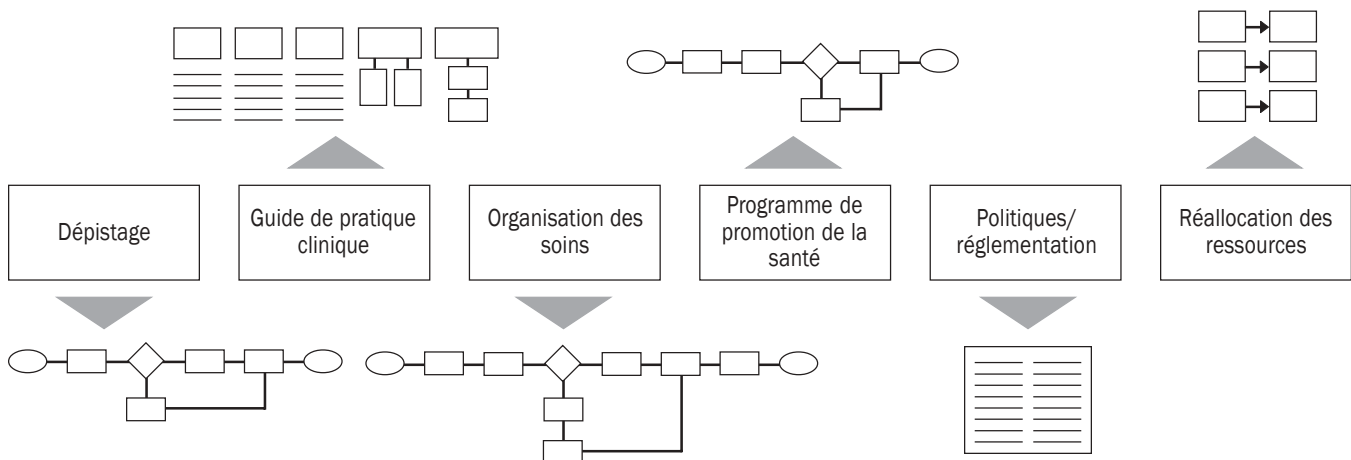 Dépistage
Guide de pratique
clinique
Organisation des
soins
Programme de
promotion de la
santé
Politiques/
réglementation
Réallocation des
ressources